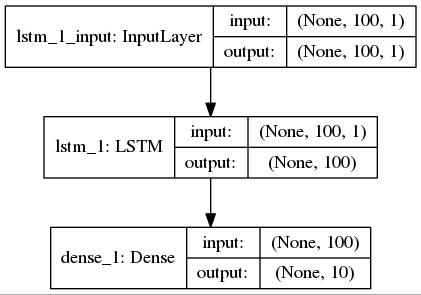 lstm_1_input: InputLayer
input: (None, 100, 1)
output: (None, 100, 1)
lstm_1: LSTM
input: (None, 100, 1)
output: (None, 100)
dense_1: Dense
input: (None, 100)
output: (None, 10)